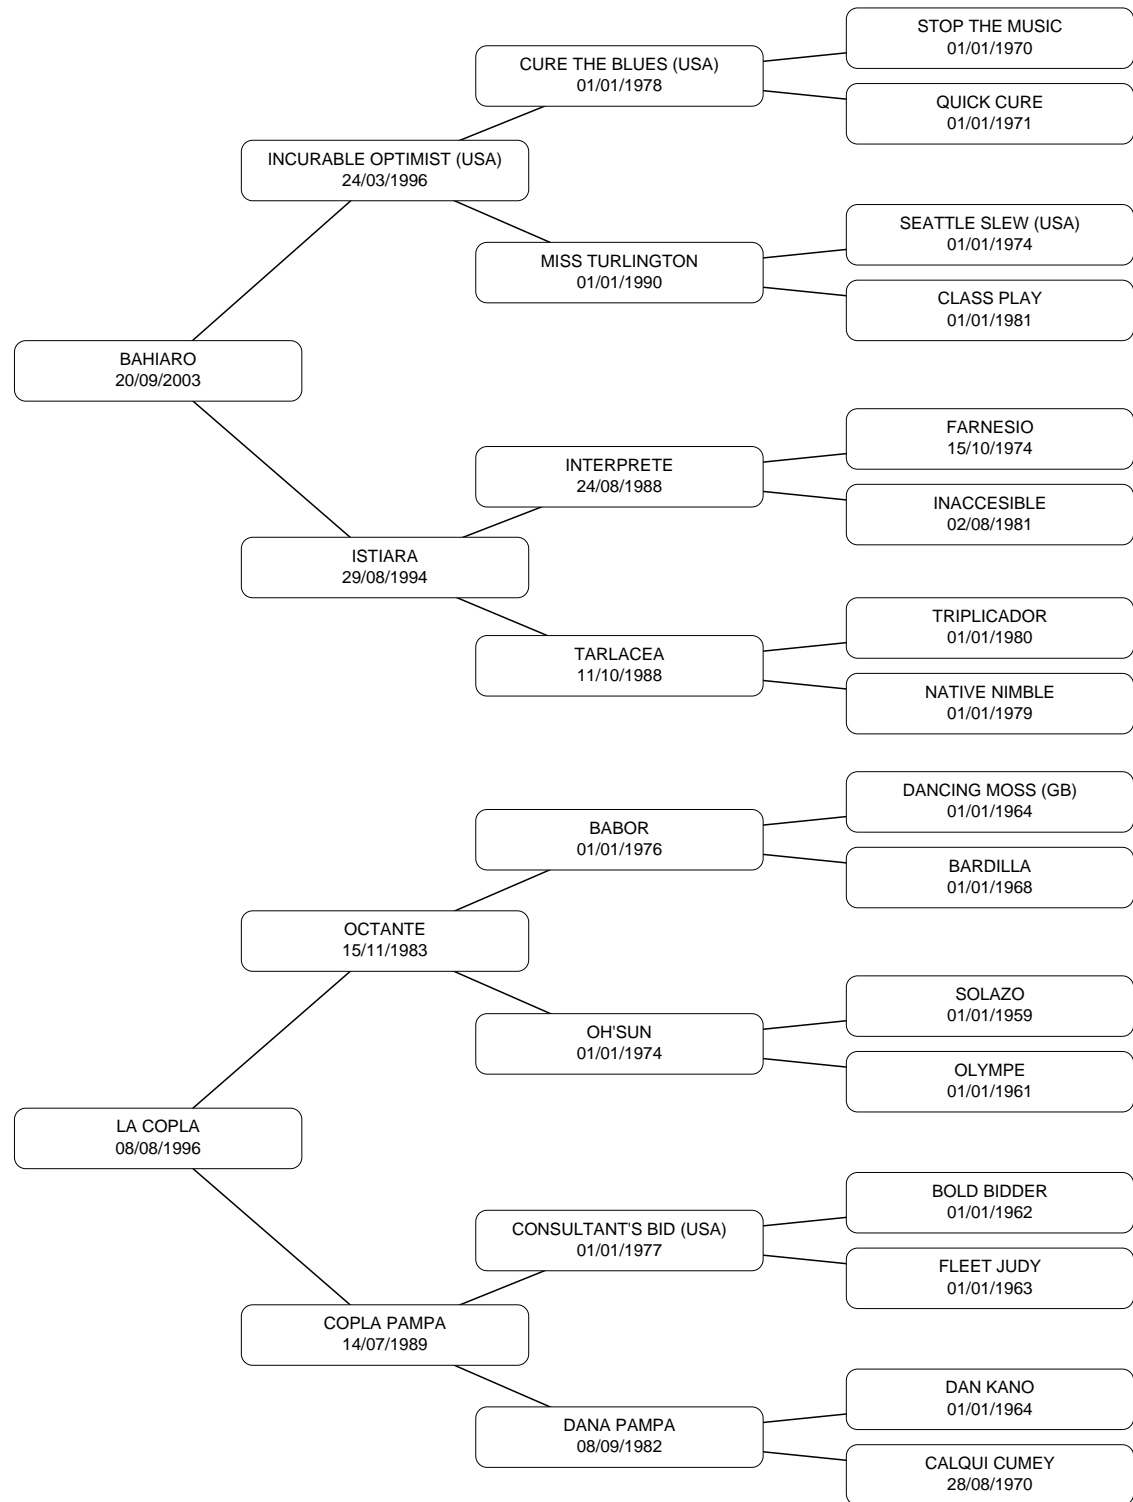 STOP THE MUSIC
01/01/1970
CURE THE BLUES (USA)
01/01/1978
QUICK CURE
01/01/1971
INCURABLE OPTIMIST (USA)
24/03/1996
SEATTLE SLEW (USA)
01/01/1974
MISS TURLINGTON
01/01/1990
CLASS PLAY
01/01/1981
BAHIARO
20/09/2003
FARNESIO
15/10/1974
INTERPRETE
24/08/1988
INACCESIBLE
02/08/1981
ISTIARA
29/08/1994
TRIPLICADOR
01/01/1980
TARLACEA
11/10/1988
NATIVE NIMBLE
01/01/1979
DANCING MOSS (GB)
01/01/1964
BABOR
01/01/1976
BARDILLA
01/01/1968
OCTANTE
15/11/1983
SOLAZO
01/01/1959
OH'SUN
01/01/1974
OLYMPE
01/01/1961
LA COPLA
08/08/1996
BOLD BIDDER
01/01/1962
CONSULTANT'S BID (USA)
01/01/1977
FLEET JUDY
01/01/1963
COPLA PAMPA
14/07/1989
DAN KANO
01/01/1964
DANA PAMPA
08/09/1982
CALQUI CUMEY
28/08/1970